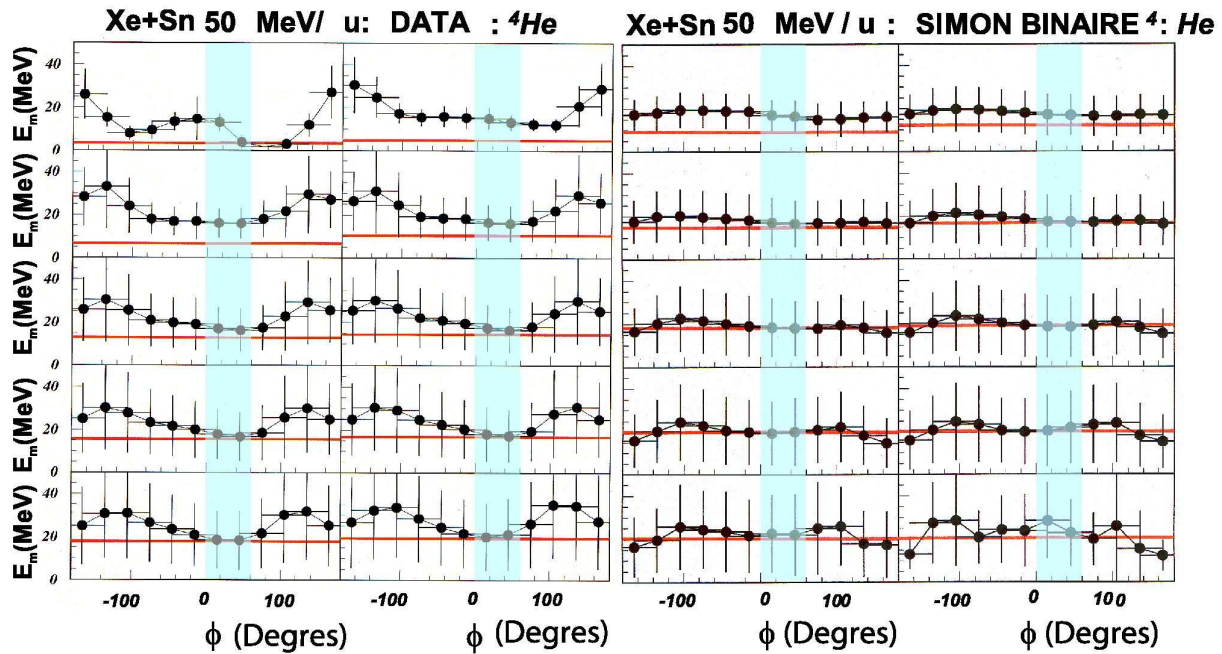 Xe+Sn 50 MeV/ u: DATA : ⁴He
Xe+Sn 50 MeV / u : SIMON BINAIRE ⁴: He
Eₘ(MeV)
40
20
0
Eₘ(MeV)
40
20
0
Eₘ(MeV)
40
20
0
Eₘ(MeV)
40
20
0
Eₘ(MeV)
40
20
0
-100 0 100 -100 0 100 -100 0 100 -100 0 100
ϕ (Degres) ϕ (Degres) ϕ (Degres) ϕ (Degres)